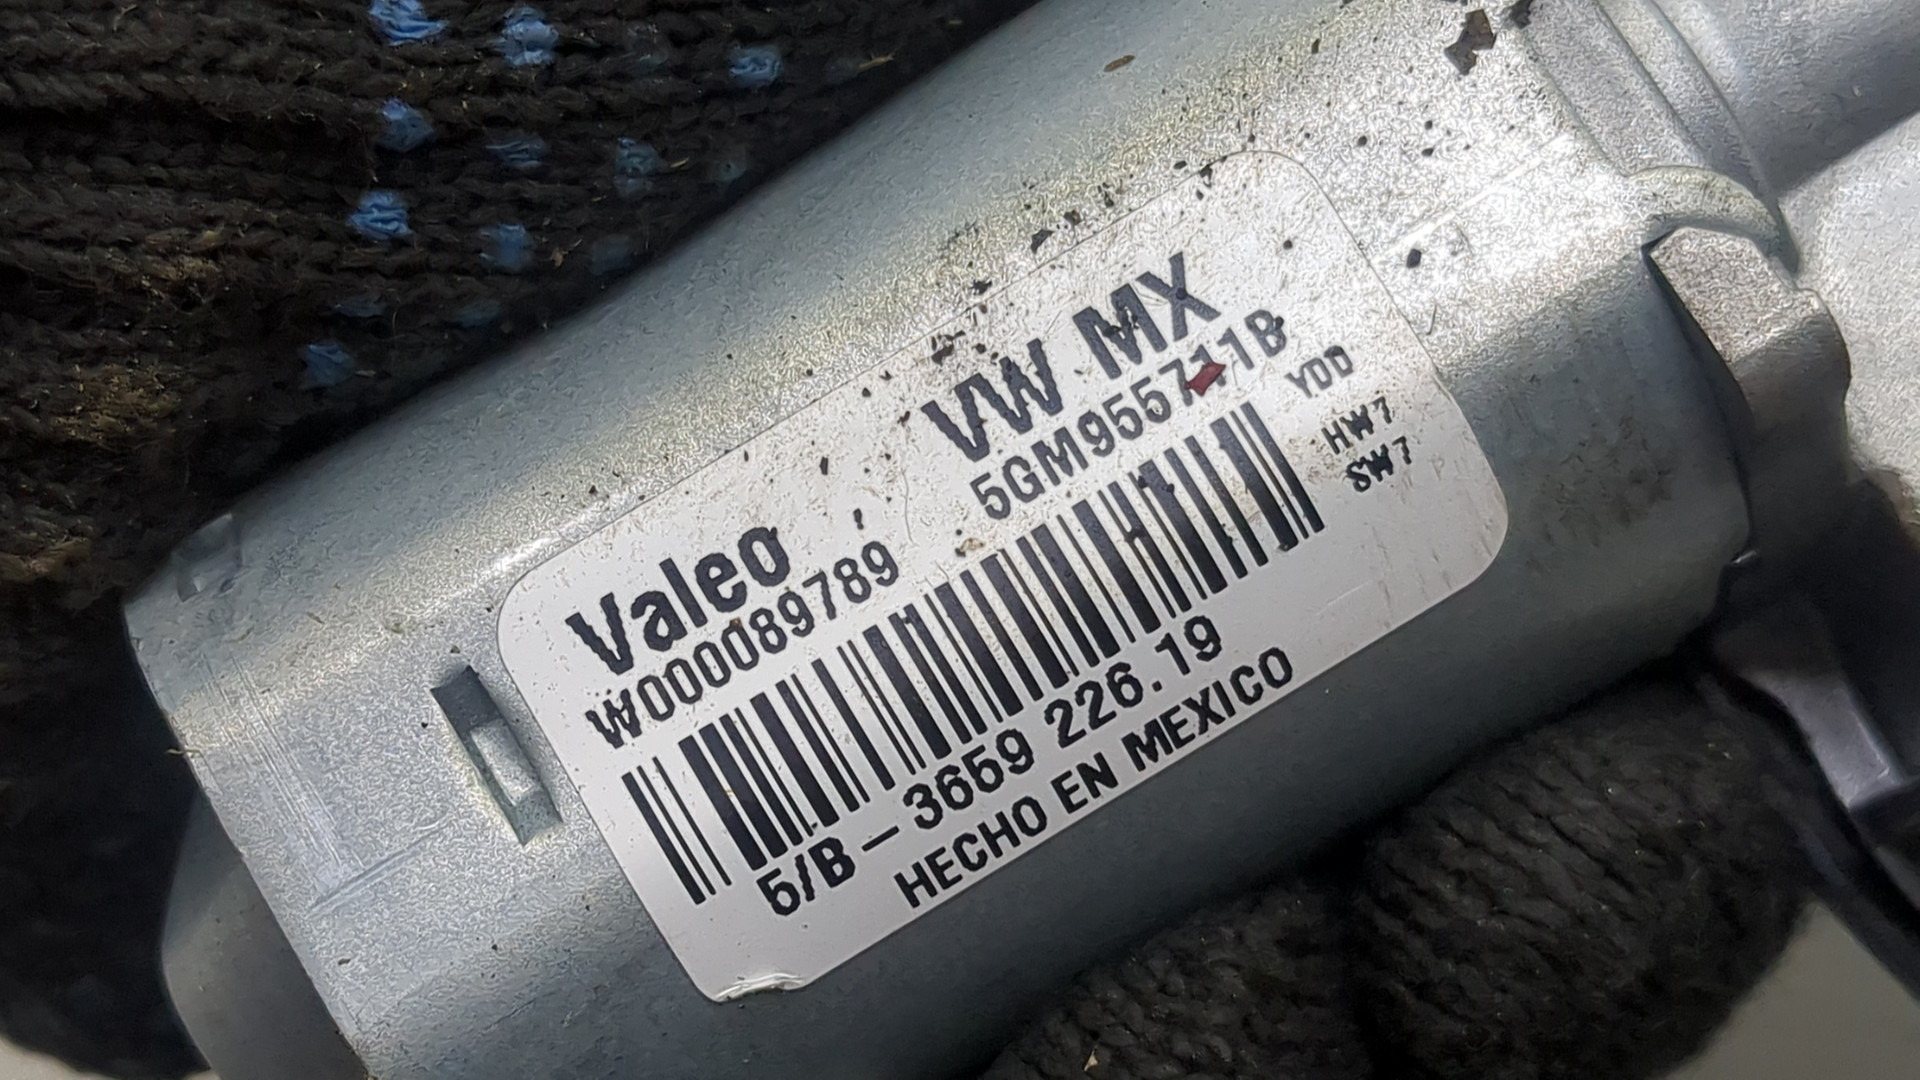 Valeo VW MX
W000089789 5GM955711B YDD
HW7
SW7
5/B-3659 226.19
HECHO EN MEXICO